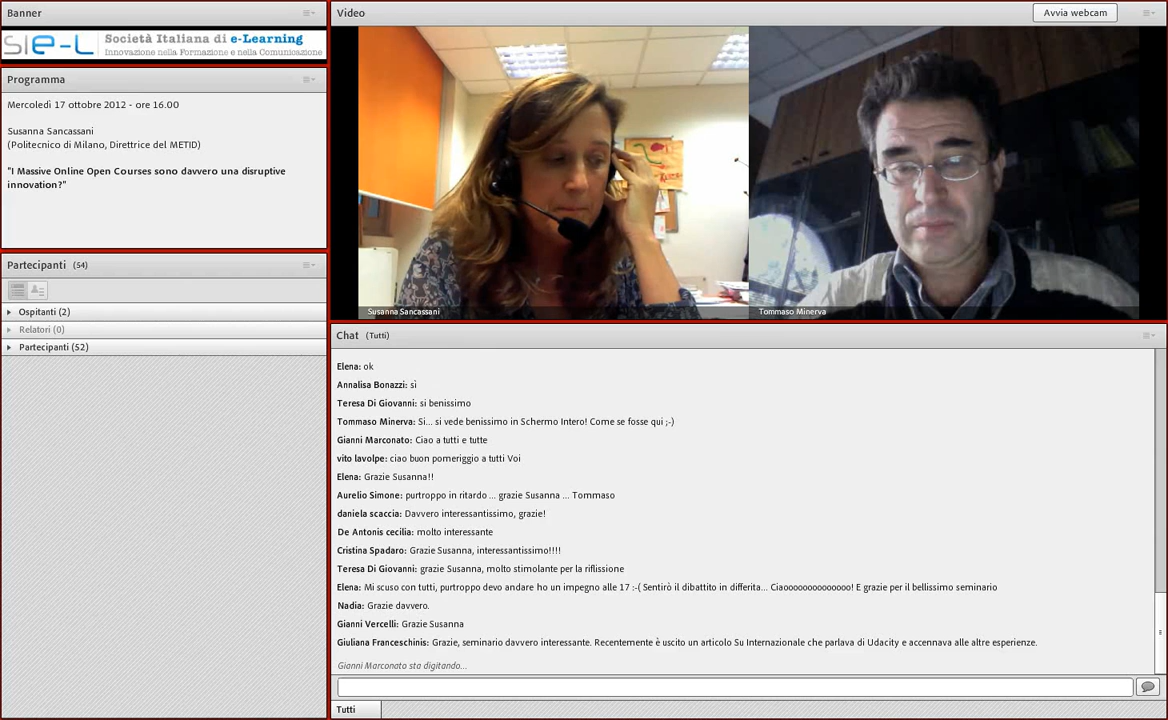 Banner
SIe-L Società Italiana di e-Learning
Innovazione nella Formazione e nella Comunicazione
Programma
Mercoledì 17 ottobre 2012 - ore 16.00
Susanna Sancassani
(Politecnico di Milano, Direttrice del METID)
"I Massive Online Open Courses sono davvero una disruptive
innovation?"
Partecipanti (54)
Ospitanti (2)
Relatori (0)
Partecipanti (52)
Video
Avvia webcam
Susanna Sancassani
Tommaso Minerva
Chat (Tutti)
Elena: ok
Annalisa Bonazzi: sì
Teresa Di Giovanni: si benissimo
Tommaso Minerva: Si... si vede benissimo in Schermo Intero! Come se fosse qui ;-)
Gianni Marconato: Ciao a tutti e tutte
vito lavolpe: ciao buon pomeriggio a tutti Voi
Elena: Grazie Susanna!!
Aurelio Simone: purtroppo in ritardo ... grazie Susanna ... Tommaso
daniela scaccia: Davvero interessantissimo, grazie!
De Antonis cecilia: molto interessante
Cristina Spadaro: Grazie Susanna, interessantissimo!!!!
Teresa Di Giovanni: grazie Susanna, molto stimolante per la riflissione
Elena: Mi scuso con tutti, purtroppo devo andare ho un impegno alle 17 :-( Sentirò il dibattito in differita... Ciaooooooooooooo! E grazie per il bellissimo seminario
Nadia: Grazie davvero.
Gianni Vercelli: Grazie Susanna
Giuliana Franceschinis: Grazie, seminario davvero interessante. Recentemente è uscito un articolo Su Internazionale che parlava di Udacity e accennava alle altre esperienze.
Gianni Marconato sta digitando...
Tutti